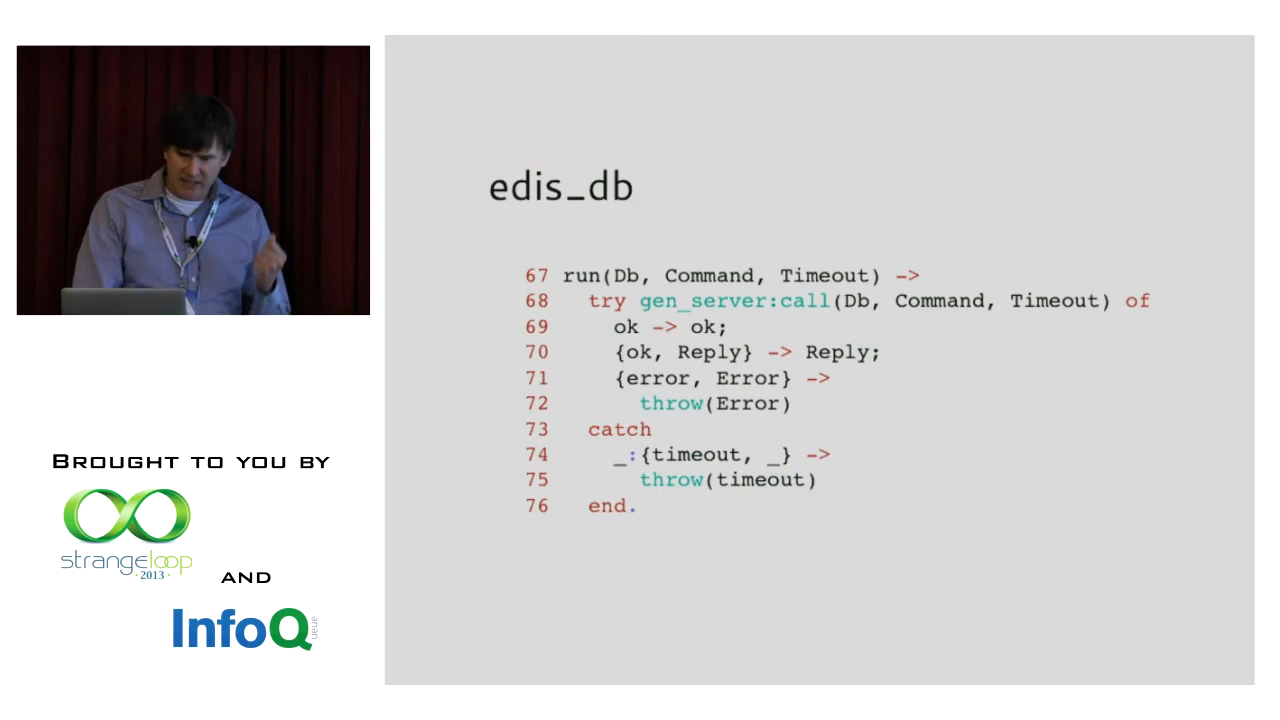 edis_db
67 run(Db, Command, Timeout) ->
68 try gen_server:call(Db, Command, Timeout) of
69 ok -> ok;
70 {ok, Reply} -> Reply;
71 {error, Error} ->
72 throw(Error)
73 catch
74 _:{timeout, _} ->
75 throw(timeout)
76 end.
BROUGHT TO YOU BY
strangeloop
· 2013 ·
AND
InfoQ
ueue